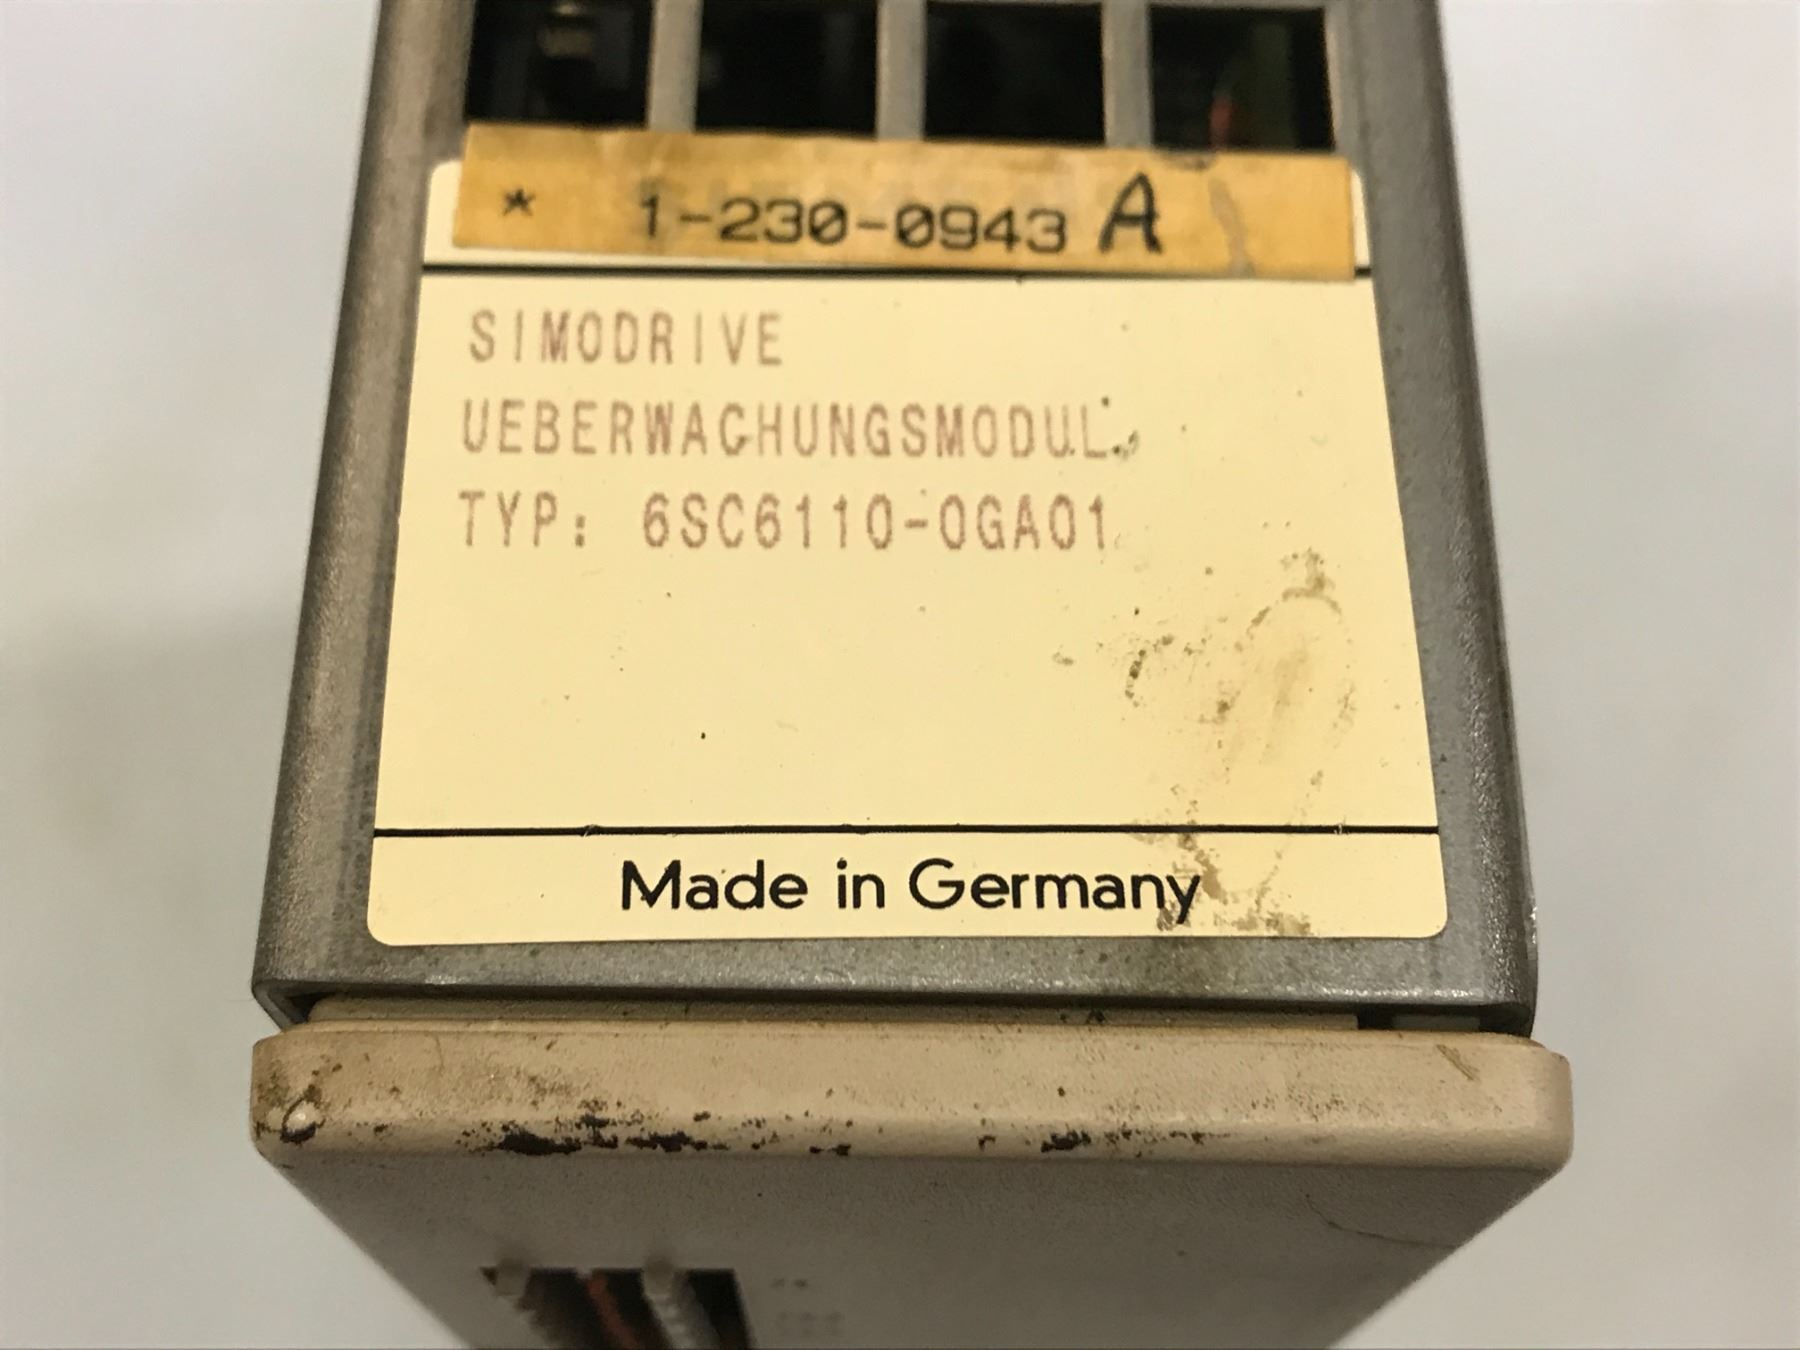 * 1-230-0943 A
SIMODRIVE
UEBERWACHUNGSMODUL
TYP: 6SC6110-0GA01
Made in Germany